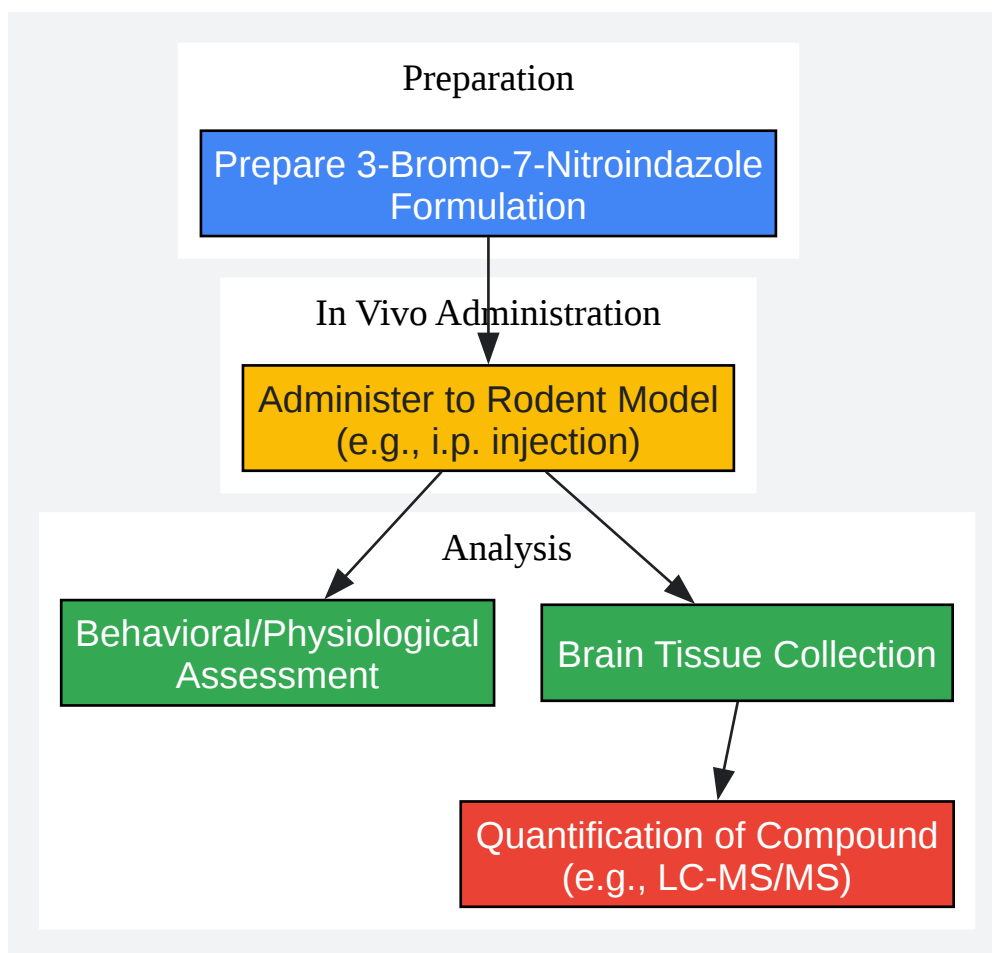 Preparation
Prepare 3-Bromo-7-Nitroindazole
Formulation
In Vivo Administration
Administer to Rodent Model
(e.g., i.p. injection)
Analysis
Behavioral/Physiological
Assessment
Brain Tissue Collection
Quantification of Compound
(e.g., LC-MS/MS)